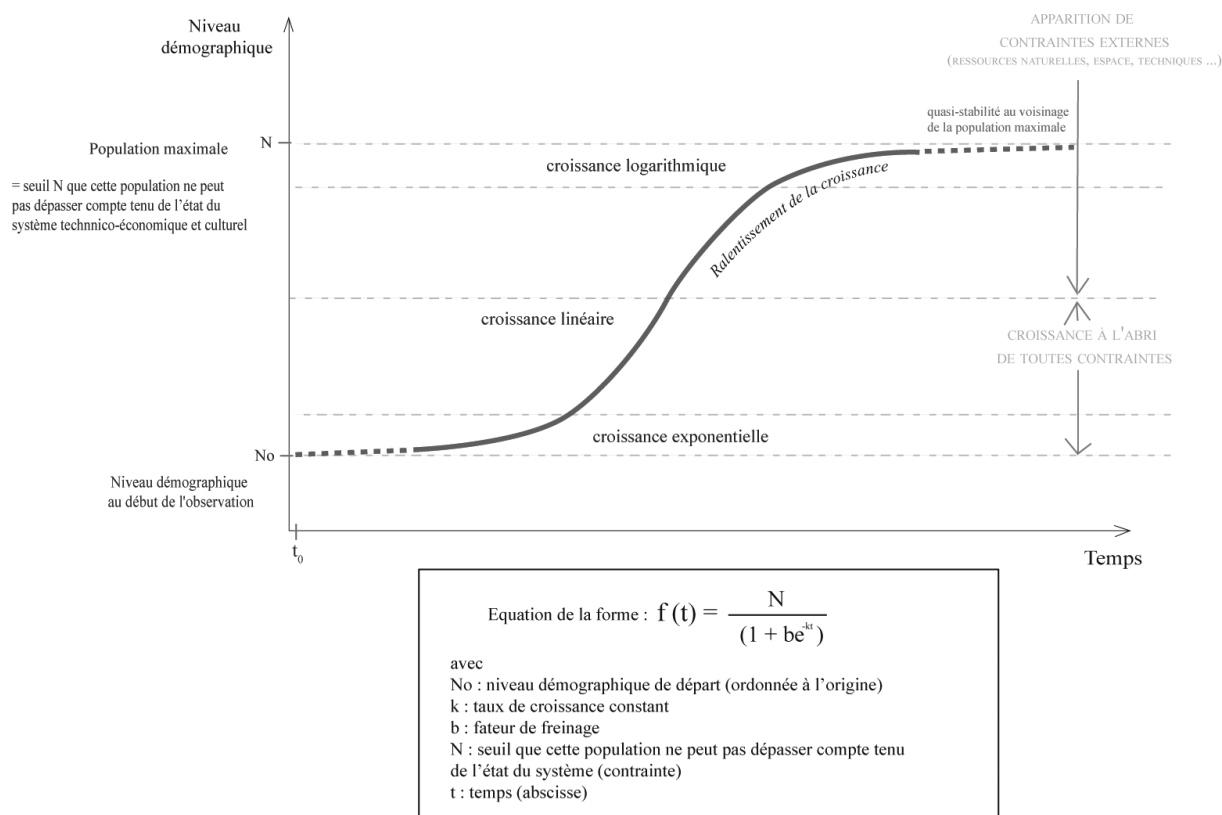 Niveau
démographique
APPARITION DE
CONTRAINTES EXTERNES
(RESSOURCES NATURELLES, ESPACE, TECHNIQUES ...)
quasi-stabilité au voisinage
de la population maximale
Population maximale
N
croissance logarithmique
Ralentissement de la croissance
= seuil N que cette population ne peut
pas dépasser compte tenu de l’état du
système technnico-économique et culturel
croissance linéaire
CROISSANCE À L'ABRI
DE TOUTES CONTRAINTES
croissance exponentielle
No
Niveau démographique
au début de l'observation
t0
Temps
Equation de la forme : f (t) = N / (1 + be^-kt)
avec
No : niveau démographique de départ (ordonnée à l’origine)
k : taux de croissance constant
b : fateur de freinage
N : seuil que cette population ne peut pas dépasser compte tenu
de l’état du système (contrainte)
t : temps (abscisse)